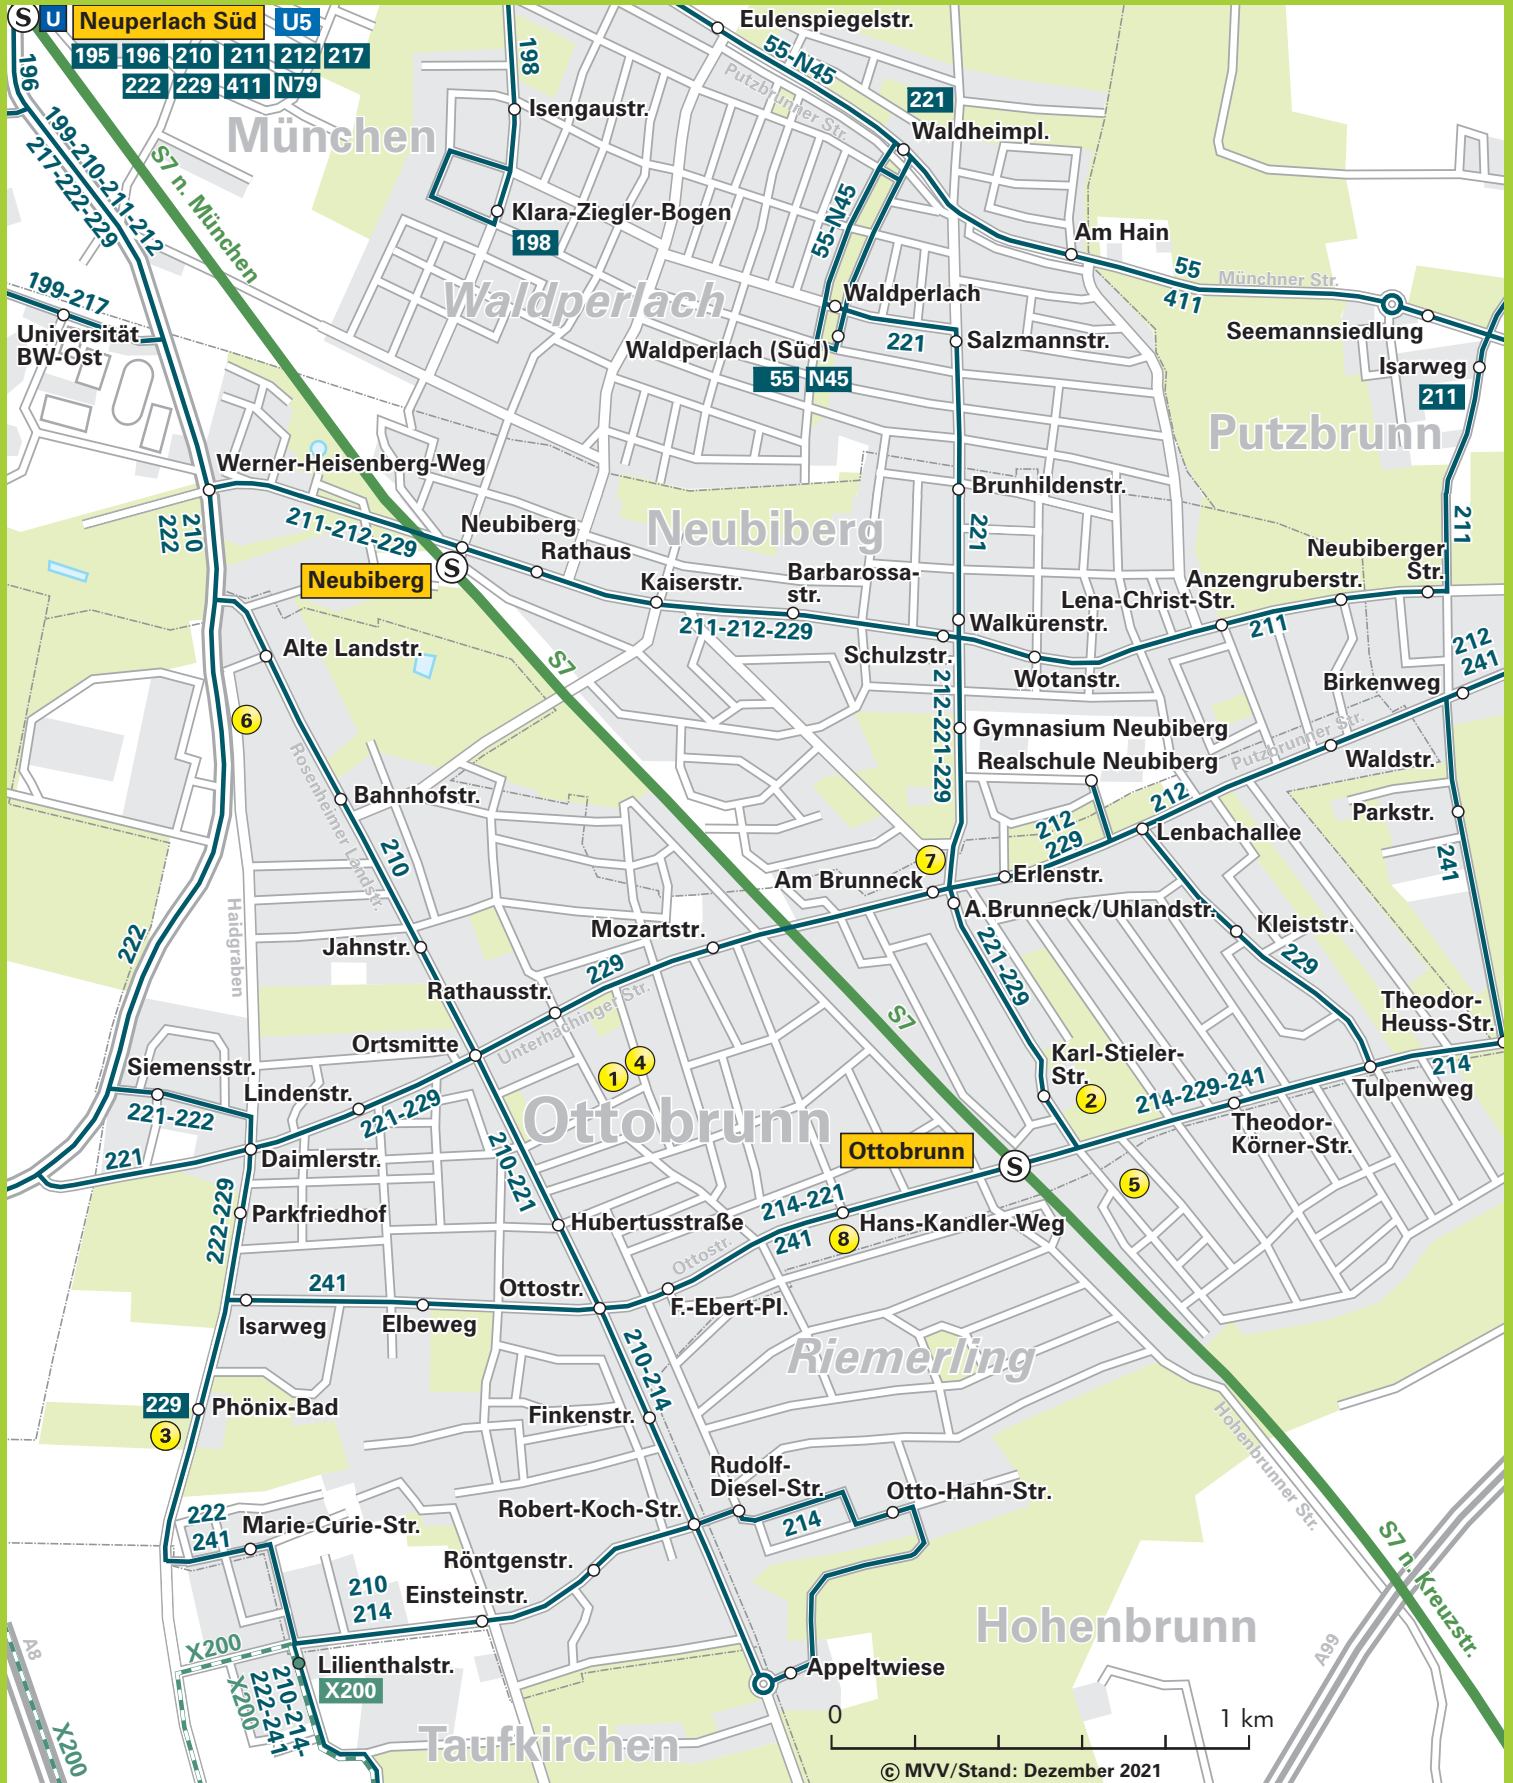 S U Neuperlach Süd U5
195 196 210 211 212 217
222 229 411 N79
196
199-210-211-212
217-222-229
S7 n. München
München
198
Isengaustr.
Klara-Ziegler-Bogen
198
Eulenspiegelstr.
55-N45
Putzbrunner Str.
221
Waldheimpl.
55-N45
Am Hain
55
411
Münchner Str.
Seemannsiedlung
Isarweg
211
199-217
Universität
BW-Ost
Waldperlach
Waldperlach
Waldperlach (Süd)
55 N45
221
Salzmannstr.
Putzbrunn
Werner-Heisenberg-Weg
210
222
211-212-229
Neubiberg
Neubiberg
S
Rathaus
Neubiberg
Brunhildenstr.
221
211
Kaiserstr.
Barbarossa-
str.
211-212-229
Schulzstr.
Walkürenstr.
Wotanstr.
Lena-Christ-Str.
Anzengruberstr.
Neubiberger
Str.
211
212
241
Birkenweg
Alte Landstr.
S7
6
Rosenheimer Landstr.
212-221-229
Gymnasium Neubiberg
Realschule Neubiberg
Putzbrunner Str.
Waldstr.
Bahnhofstr.
210
212
229
212
Lenbachallee
Parkstr.
241
7
Am Brunneck
Erlenstr.
A.Brunneck/Uhlandstr.
Kleiststr.
229
222
Haidgraben
Jahnstr.
Mozartstr.
229
Rathausstr.
Unterhachinger Str.
221-229
S7
Theodor-
Heuss-Str.
Ortsmitte
Siemensstr.
221-222
Lindenstr.
221-229
1
4
Ottobrunn
Karl-Stieler-
Str.
2
214-229-241
214
Tulpenweg
Theodor-
Körner-Str.
221
Daimlerstr.
210-221
Ottobrunn
S
5
222-229
Parkfriedhof
Hubertusstraße
214-221
241
Hans-Kandler-Weg
8
Ottostr.
241
Isarweg
Elbeweg
Ottostr.
F.-Ebert-Pl.
210-214
Riemerling
229
Phönix-Bad
3
Finkenstr.
Hohenbrunner Str.
Rudolf-
Diesel-Str.
214
Otto-Hahn-Str.
222
241
Marie-Curie-Str.
Robert-Koch-Str.
Röntgenstr.
210
214
Einsteinstr.
S7 n. Kreuzstr.
Hohenbrunn
A99
A8
X200
X200
X200
Lilienthalstr.
X200
210-214-
222-241
Appeltwiese
Taufkirchen
0 1 km
© MVV/Stand: Dezember 2021